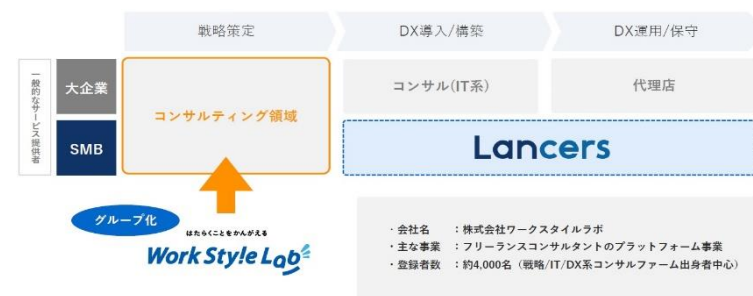 戦略策定
DX導入/構築
DX運用/保守
一般的なサービス提供者
大企業
コンサルティング領域
コンサル(IT系)
代理店
SMB
Lancers
グループ化
はたらくことをかんがえる
Work Style Lab
・会社名 ：株式会社ワークスタイルラボ
・主な事業 ：フリーランスコンサルタントのプラットフォーム事業
・登録者数 ：約4,000名（戦略/IT/DX系コンサルファーム出身者中心）